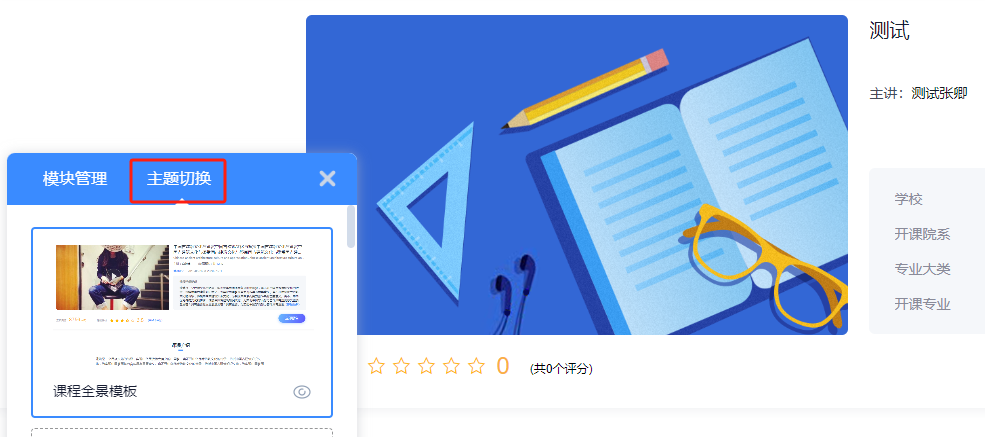 测试
主讲：测试张卿
模块管理
主题切换
学校
开课院系
专业大类
开课专业
0 (共0个评分)
课程全景模板